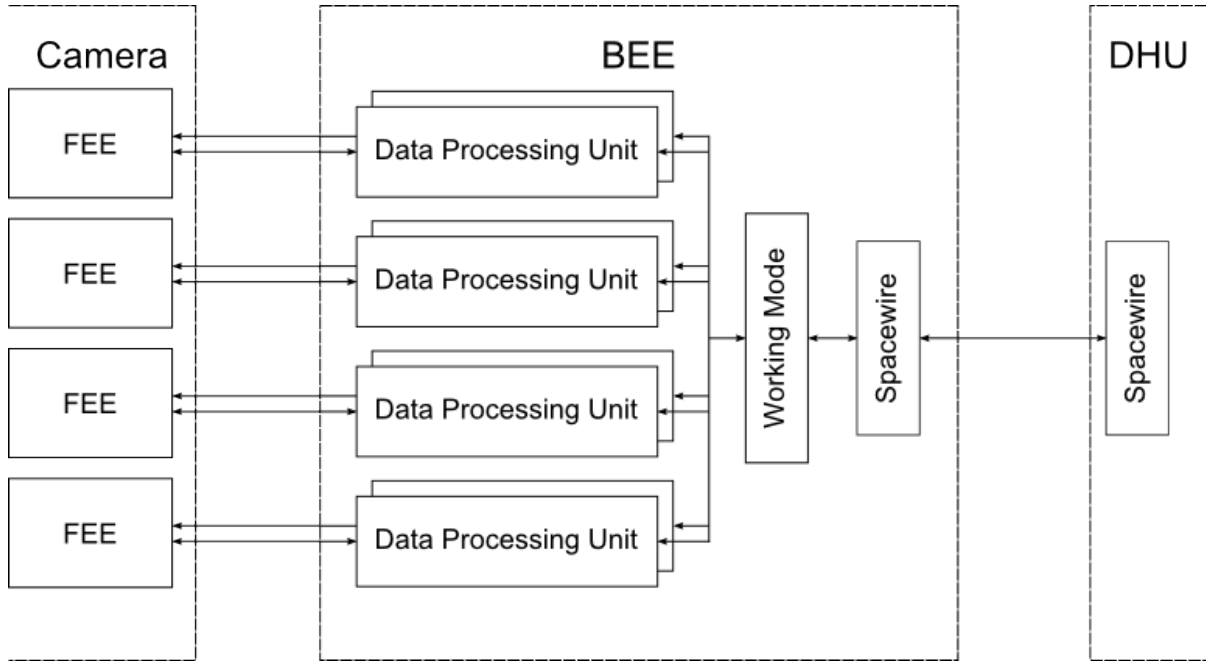 Camera
BEE
DHU
FEE
Data Processing Unit
FEE
Data Processing Unit
FEE
Data Processing Unit
FEE
Data Processing Unit
Working Mode
Spacewire
Spacewire